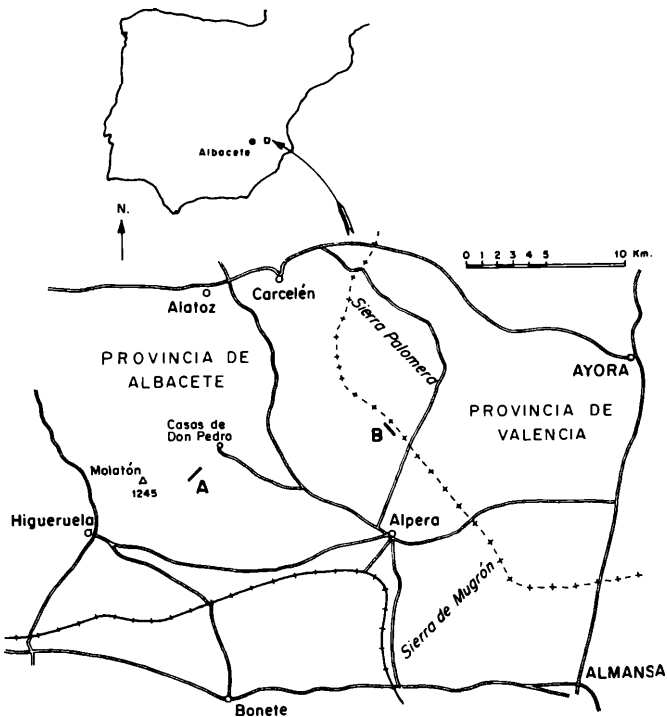 Albacete
N.
0 1 2 3 4 5 10 Km.
Alatoz
Carcelén
Sierra Palomera
AYORA
PROVINCIA DE
ALBACETE
PROVINCIA DE
VALENCIA
Casas de
Don Pedro
B
Molatón
1245
A
Higueruela
Alpera
Sierra de Mugrón
ALMANSA
Bonete